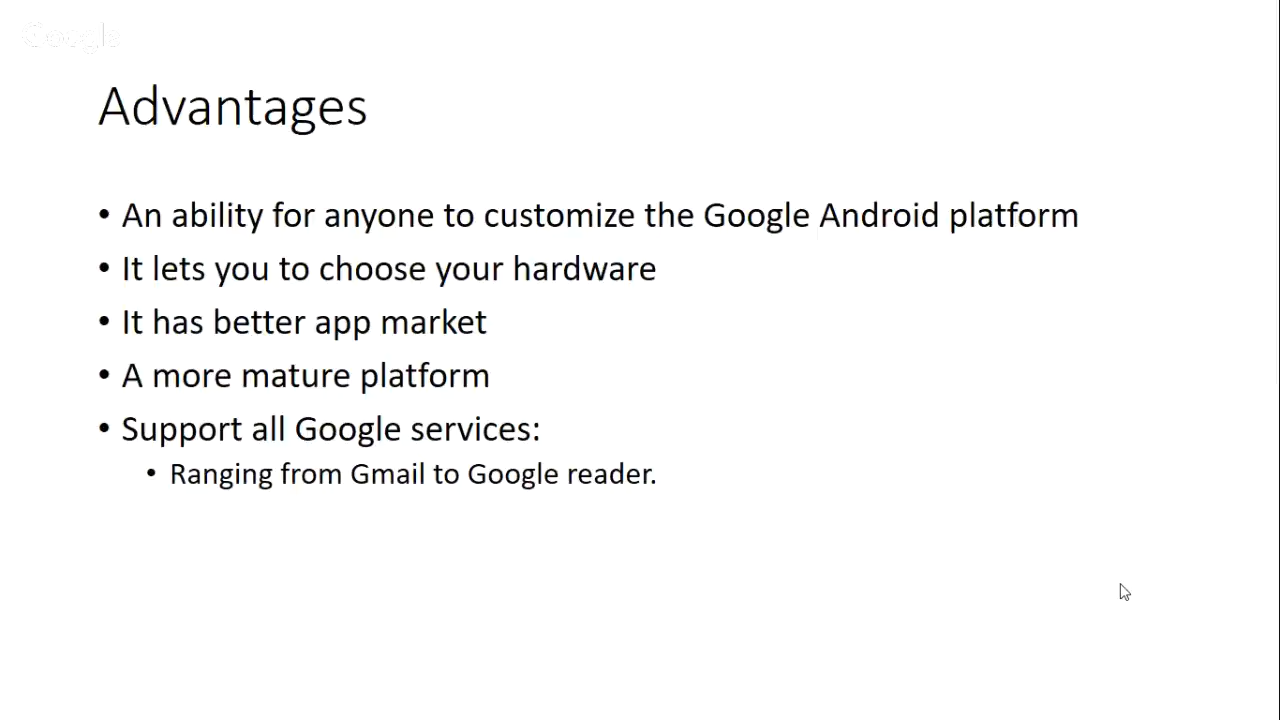 Google
Advantages
• An ability for anyone to customize the Google Android platform
• It lets you to choose your hardware
• It has better app market
• A more mature platform
• Support all Google services:
• Ranging from Gmail to Google reader.